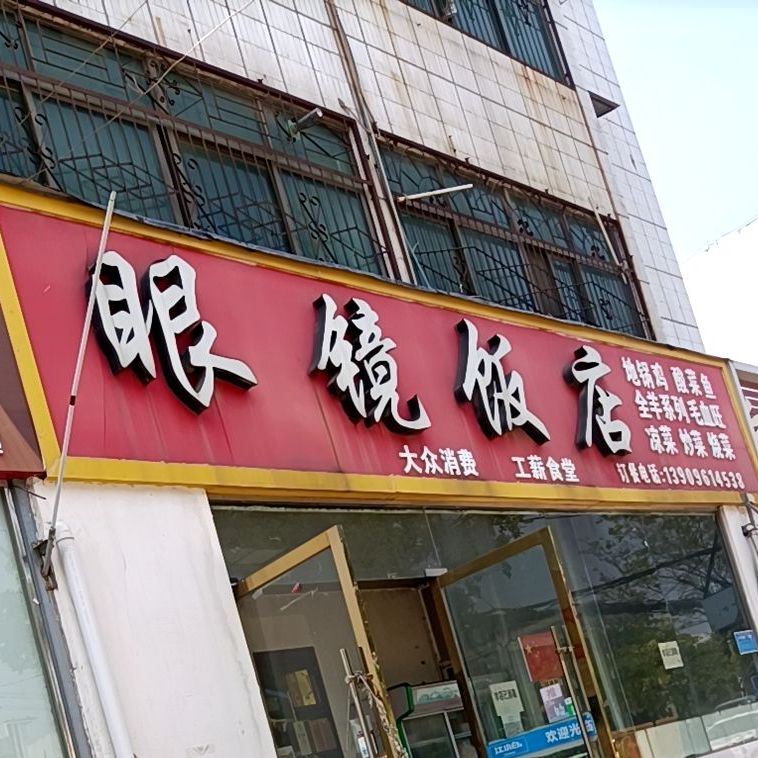 眼镜饭店
地锅鸡 酸菜鱼
全羊系列毛血旺
凉菜 炒菜 烧菜
大众消费 工薪食堂
订餐电话:13909614538
欢迎光